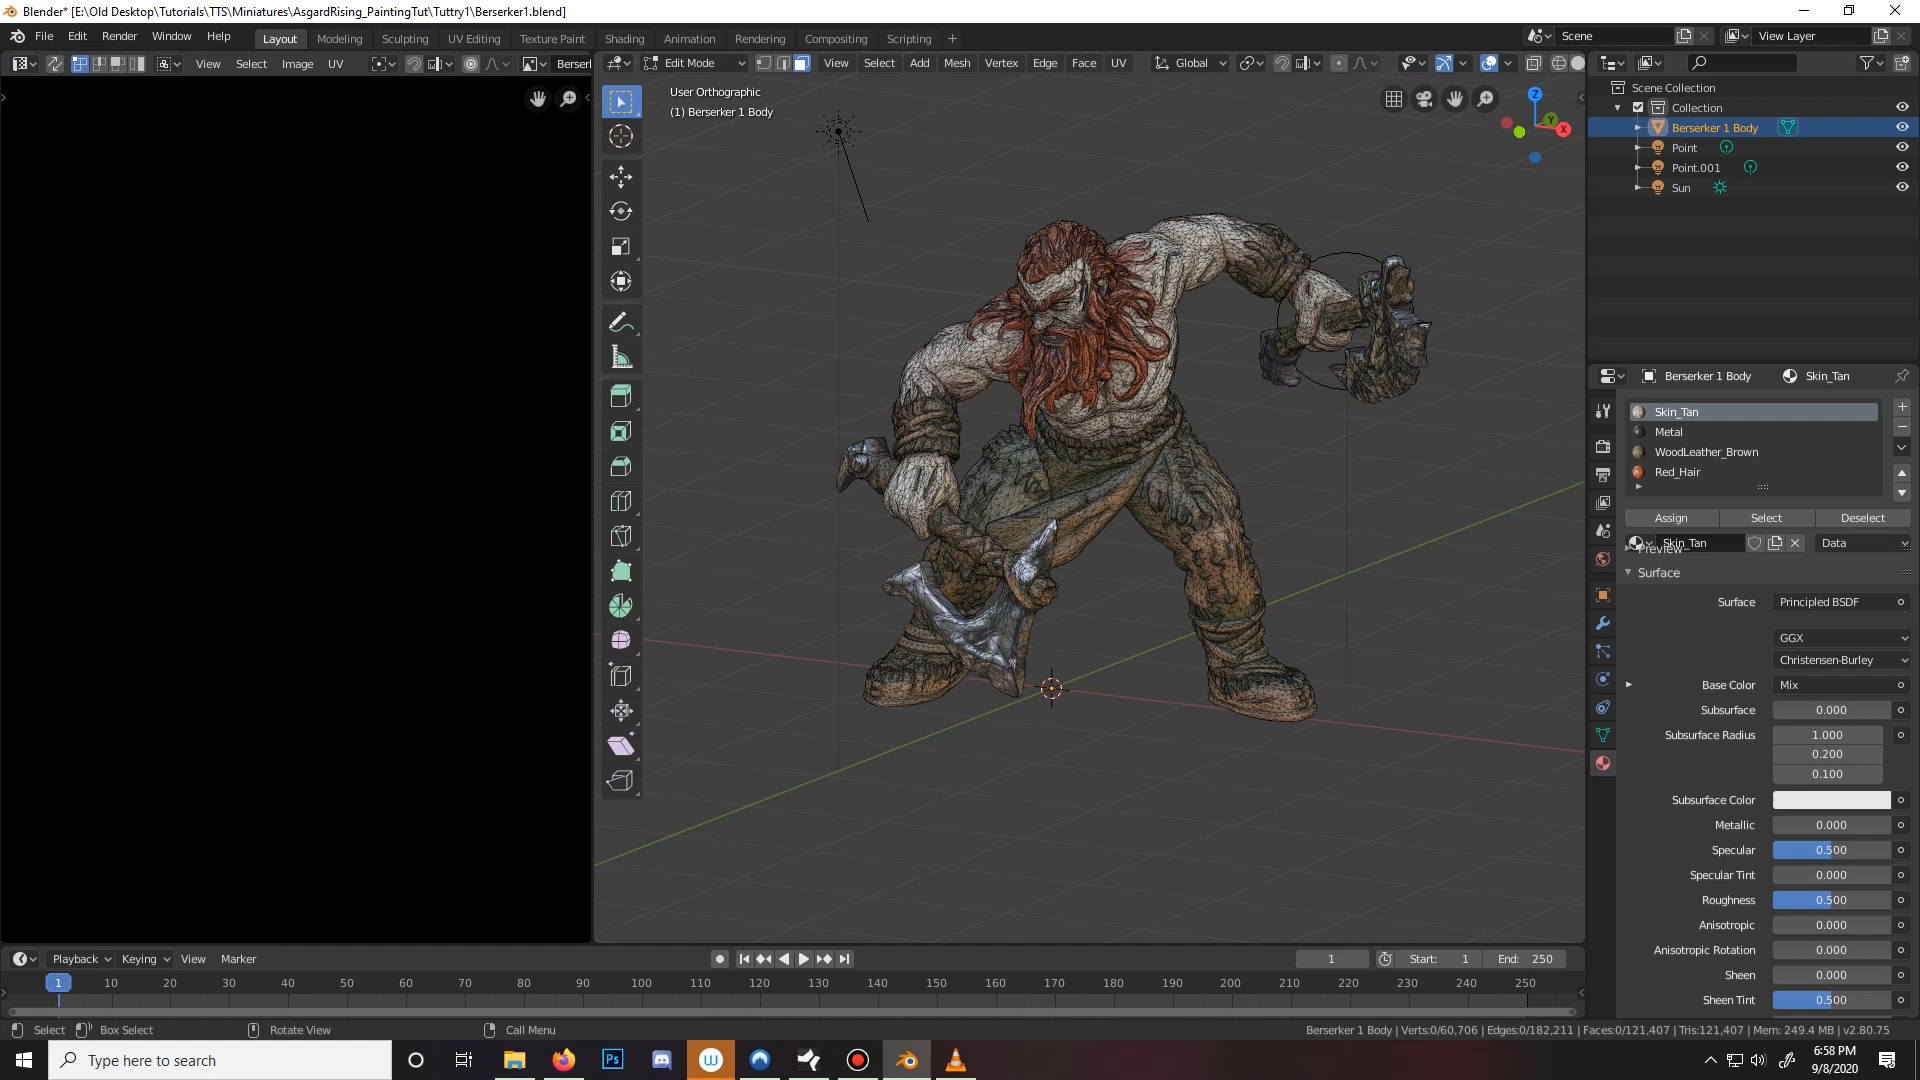 Blender* [E:\Old Desktop\Tutorials\TTS\Miniatures\AsgardRising_PaintingTut\Tuttry1\Berserker1.blend]
File Edit Render Window Help Layout Modeling Sculpting UV Editing Texture Paint Shading Animation Rendering Compositing Scripting + Scene View Layer
View Select Image UV Berserl Edit Mode View Select Add Mesh Vertex Edge Face UV Global
User Orthographic
(1) Berserker 1 Body
Z
Y
X
Scene Collection
Collection
Berserker 1 Body
Point
Point.001
Sun
Berserker 1 Body Skin_Tan
Skin_Tan
Metal
WoodLeather_Brown
Red_Hair
Assign Select Deselect
Skin_Tan Data
Preview
Surface
Surface Principled BSDF
GGX
Christensen-Burley
Base Color Mix
Subsurface 0.000
Subsurface Radius 1.000
0.200
0.100
Subsurface Color
Metallic 0.000
Specular 0.500
Specular Tint 0.000
Roughness 0.500
Anisotropic 0.000
Anisotropic Rotation 0.000
Sheen 0.000
Sheen Tint 0.500
Playback Keying View Marker 1 Start: 1 End: 250
1 10 20 30 40 50 60 70 80 90 100 110 120 130 140 150 160 170 180 190 200 210 220 230 240 250
Select Box Select Rotate View Call Menu Berserker 1 Body | Verts:0/60,706 | Edges:0/182,211 | Faces:0/121,407 | Tris:121,407 | Mem: 249.4 MB | v2.80.75
Type here to search Ps W 6:58 PM
9/8/2020